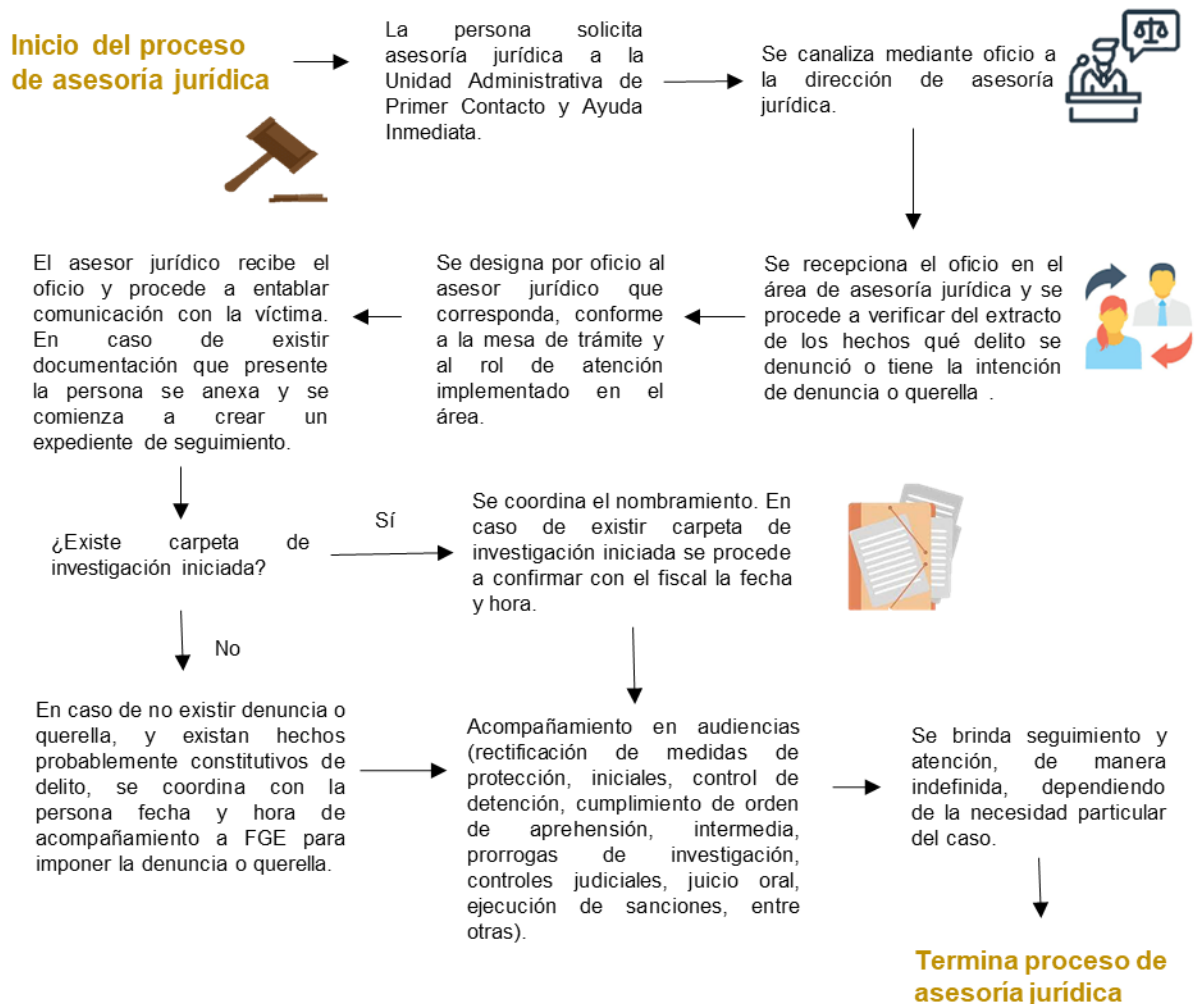 Inicio del proceso
de asesoría jurídica
La persona solicita
asesoría jurídica a la
Unidad Administrativa de
Primer Contacto y Ayuda
Inmediata.
Se canaliza mediante oficio a
la dirección de asesoría
jurídica.
Se recepciona el oficio en el
área de asesoría jurídica y se
procede a verificar del extracto
de los hechos qué delito se
denunció o tiene la intención
de denuncia o querella .
Se designa por oficio al
asesor jurídico que
corresponda, conforme
a la mesa de trámite y
al rol de atención
implementado en el
área.
El asesor jurídico recibe el
oficio y procede a entablar
comunicación con la víctima.
En caso de existir
documentación que presente
la persona se anexa y se
comienza a crear un
expediente de seguimiento.
¿Existe carpeta de
investigación iniciada?
Sí
Se coordina el nombramiento. En
caso de existir carpeta de
investigación iniciada se procede
a confirmar con el fiscal la fecha
y hora.
No
En caso de no existir denuncia o
querella, y existan hechos
probablemente constitutivos de
delito, se coordina con la
persona fecha y hora de
acompañamiento a FGE para
imponer la denuncia o querella.
Acompañamiento en audiencias
(rectificación de medidas de
protección, iniciales, control de
detención, cumplimiento de orden
de aprehensión, intermedia,
prorrogas de investigación,
controles judiciales, juicio oral,
ejecución de sanciones, entre
otras).
Se brinda seguimiento y
atención, de manera
indefinida, dependiendo
de la necesidad particular
del caso.
Termina proceso de
asesoría jurídica